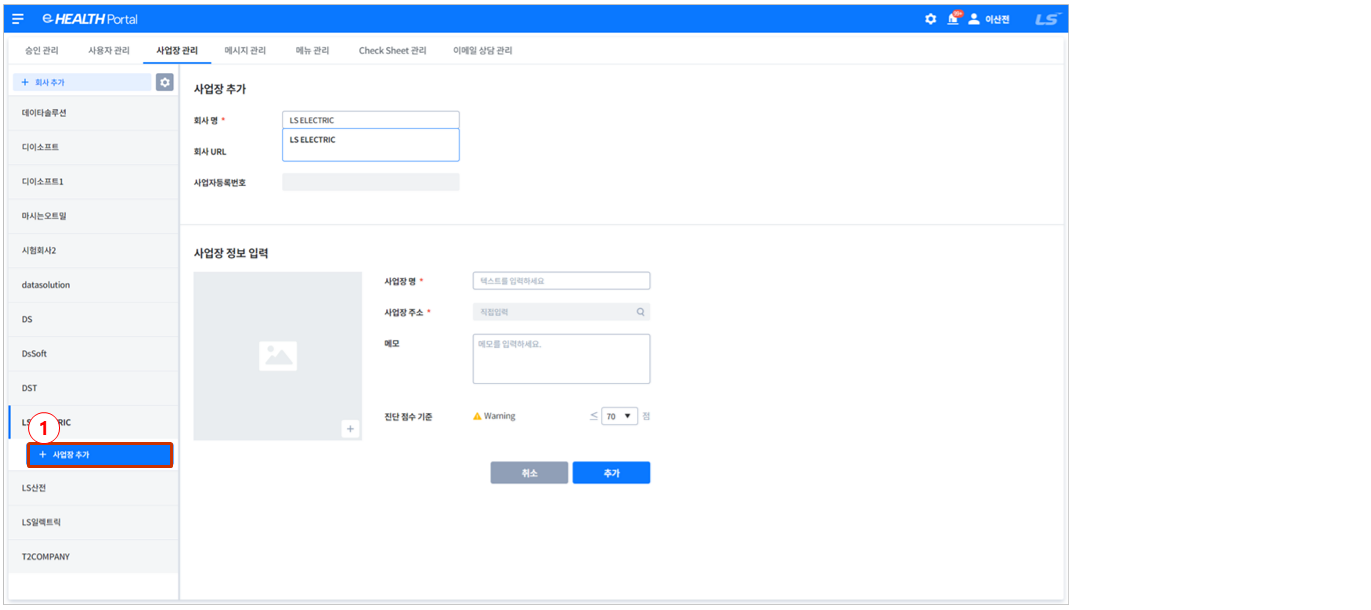 e HEALTH Portal
99+
이산전
LS
승인 관리 사용자 관리 사업장 관리 메시지 관리 메뉴 관리 Check Sheet 관리 이메일 상담 관리
+ 회사 추가
데이타솔루션
디이소프트
디이소프트1
마시는오트밀
시험회사2
datasolution
DS
DsSoft
DST
RIC
1
+ 사업장 추가
LS산전
LS일렉트릭
T2COMPANY
사업장 추가
회사 명 * LS ELECTRIC
LS ELECTRIC
회사 URL
사업자등록번호
사업장 정보 입력
+
사업장 명 * 텍스트를 입력하세요
사업장 주소 * 직접입력
메모 메모를 입력하세요.
진단 점수 기준 Warning ≤ 70 ▼ 점
취소 추가